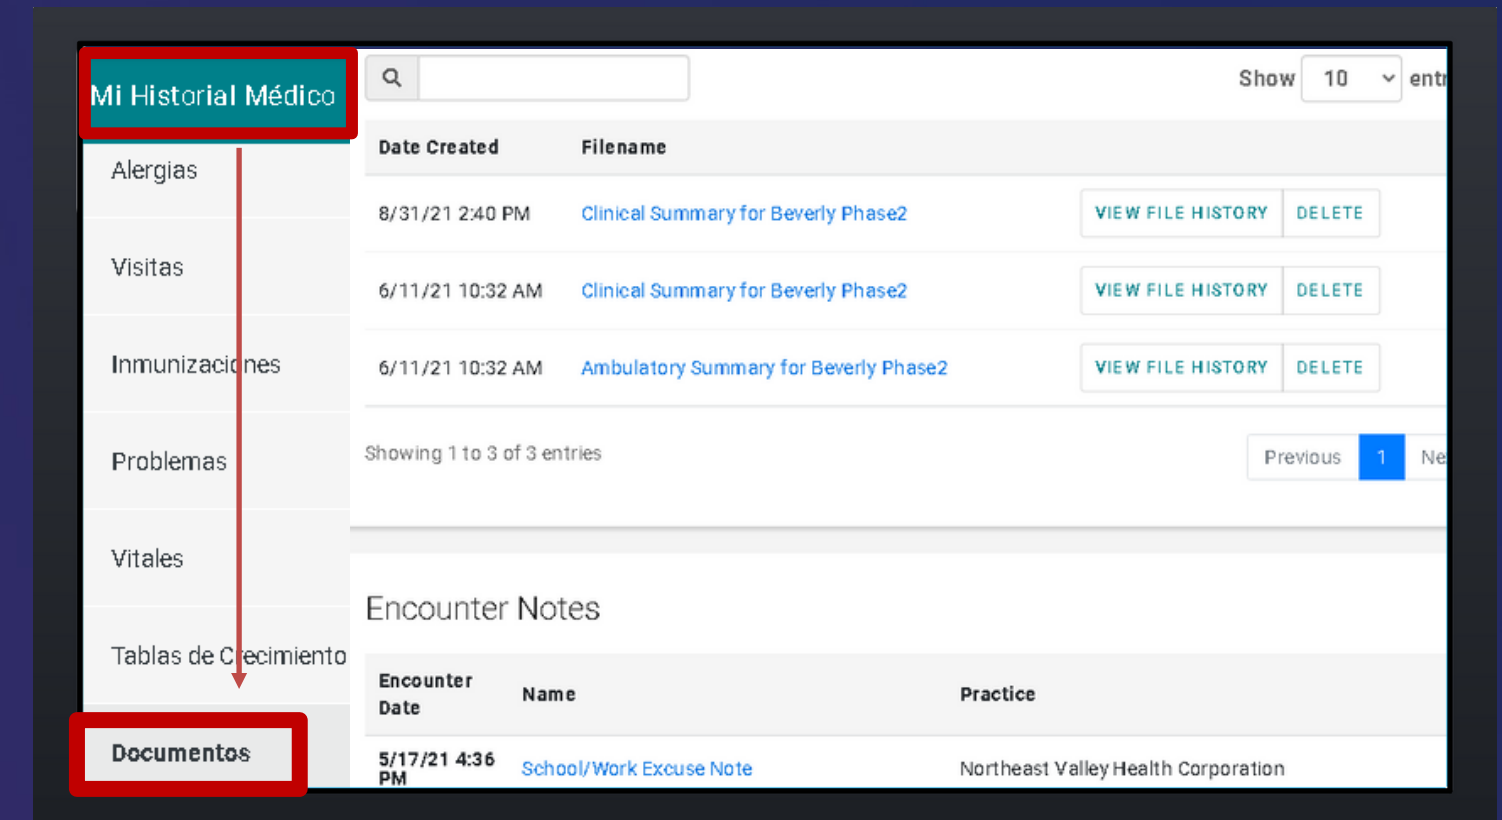 Mi Historial Médico
Alergias
Visitas
Inmunizaciones
Problemas
Vitales
Tablas de Crecimiento
Documentos
Show 10 entr
Date Created Filename
8/31/21 2:40 PM Clinical Summary for Beverly Phase2 VIEW FILE HISTORY DELETE
6/11/21 10:32 AM Clinical Summary for Beverly Phase2 VIEW FILE HISTORY DELETE
6/11/21 10:32 AM Ambulatory Summary for Beverly Phase2 VIEW FILE HISTORY DELETE
Showing 1 to 3 of 3 entries
Previous 1 Ne
Encounter Notes
Encounter
Date Name Practice
5/17/21 4:36
PM School/Work Excuse Note Northeast Valley Health Corporation